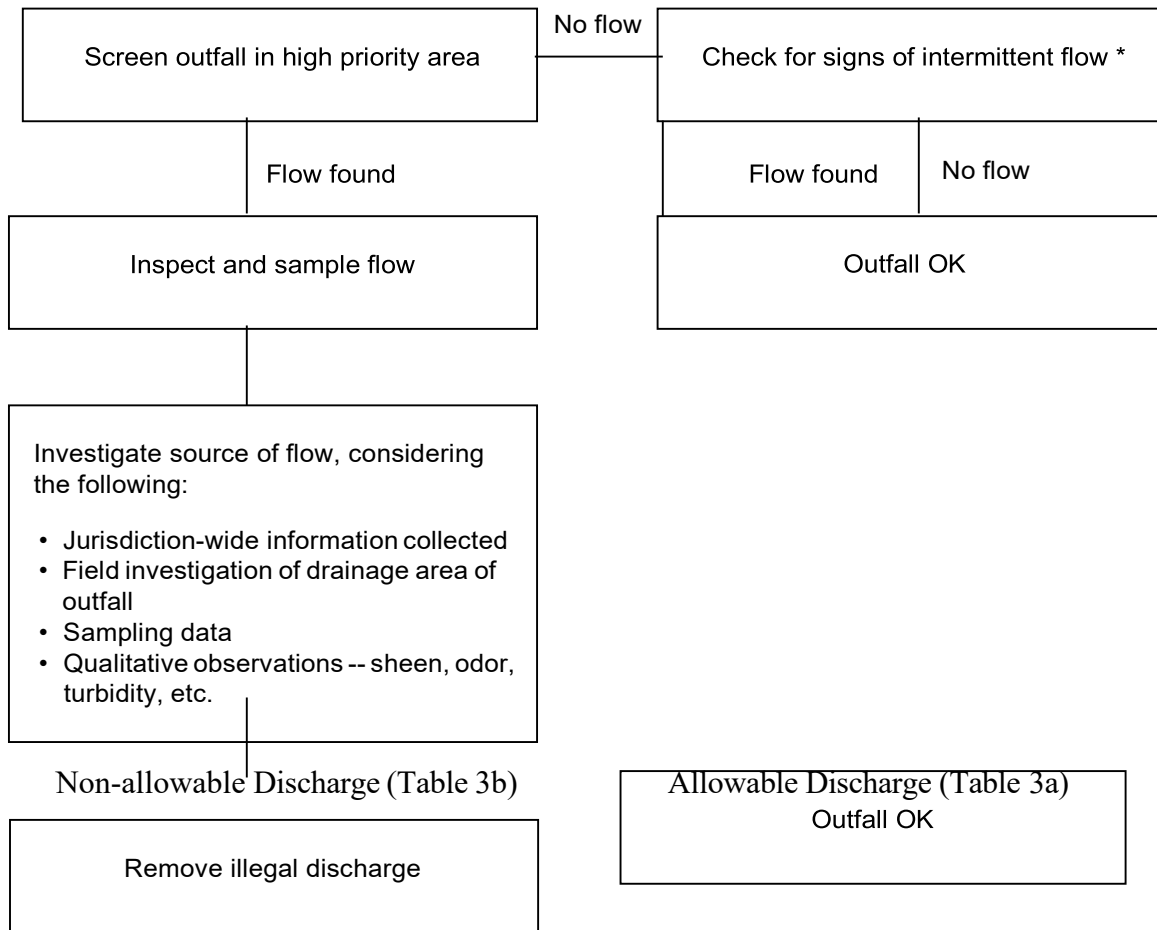 No flow
Screen outfall in high priority area
Check for signs of intermittent flow *
Flow found
Flow found
No flow
Inspect and sample flow
Outfall OK
Investigate source of flow, considering
the following:
• Jurisdiction-wide information collected
• Field investigation of drainage area of
outfall
• Sampling data
• Qualitative observations -- sheen, odor,
turbidity, etc.
Non-allowable Discharge (Table 3b)
Allowable Discharge (Table 3a)
Outfall OK
Remove illegal discharge